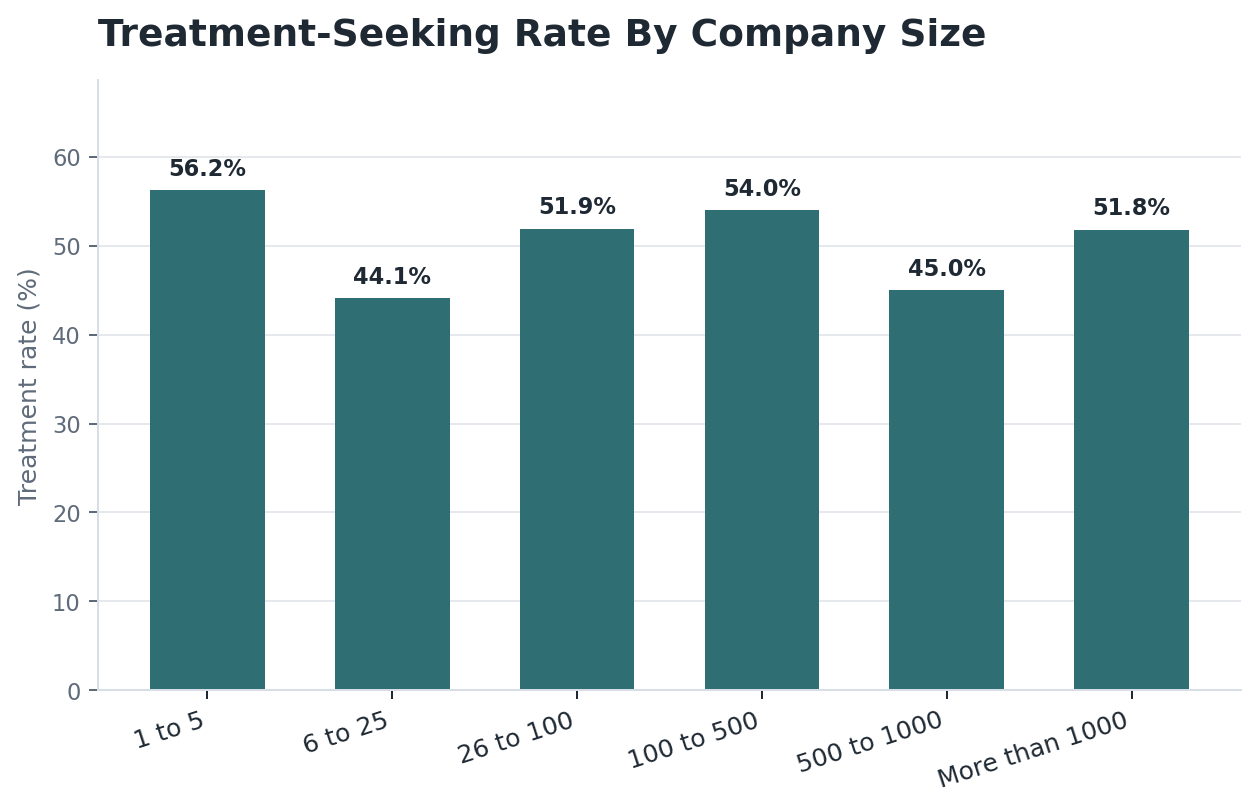 Treatment-Seeking Rate By Company Size
Treatment rate (%)
60
50
40
30
20
10
0
56.2%
44.1%
51.9%
54.0%
45.0%
51.8%
1 to 5
6 to 25
26 to 100
100 to 500
500 to 1000
More than 1000